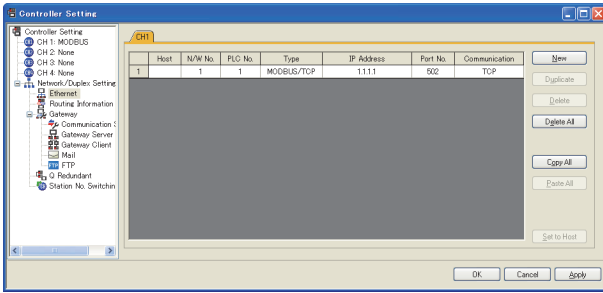 Controller Setting
Controller Setting
CH 1: MODBUS
CH 2: None
CH 3: None
CH 4: None
Network/Duplex Setting
Ethernet
Routing Information
Gateway
Communication S
Gateway Server
Gateway Client
Mail
FTP FTP
Q Redundant
Station No. Switchin
CH1
Host N/W No. PLC No. Type IP Address Port No. Communication
1 1 1 MODBUS/TCP 1.1.1.1 502 TCP
New
Duplicate
Delete
Delete All
Copy All
Paste All
Set to Host
OK Cancel Apply